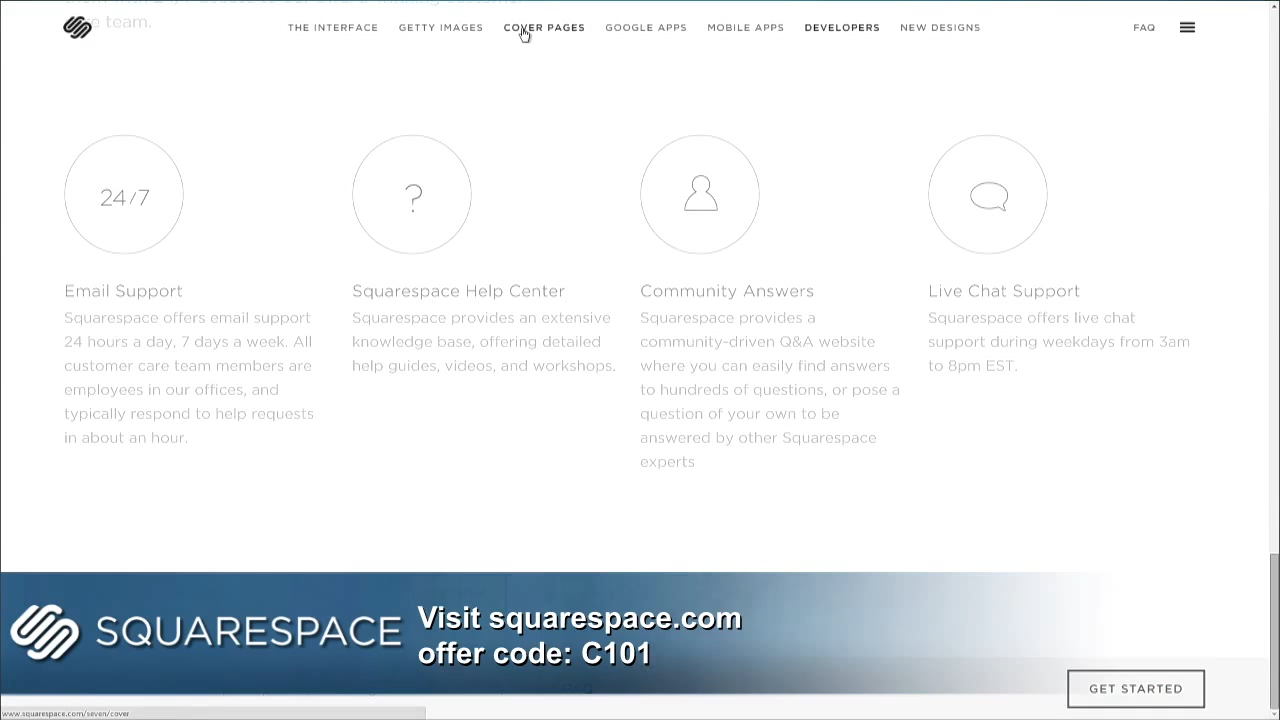 re team.
THE INTERFACE GETTY IMAGES COVER PAGES GOOGLE APPS MOBILE APPS DEVELOPERS NEW DESIGNS FAQ
24/7
?
Email Support
Squarespace offers email support
24 hours a day, 7 days a week. All
customer care team members are
employees in our offices, and
typically respond to help requests
in about an hour.
Squarespace Help Center
Squarespace provides an extensive
knowledge base, offering detailed
help guides, videos, and workshops.
Community Answers
Squarespace provides a
community-driven Q&A website
where you can easily find answers
to hundreds of questions, or pose a
question of your own to be
answered by other Squarespace
experts
Live Chat Support
Squarespace offers live chat
support during weekdays from 3am
to 8pm EST.
SQUARESPACE
Visit squarespace.com
offer code: C101
GET STARTED
www.squarespace.com/seven/cover